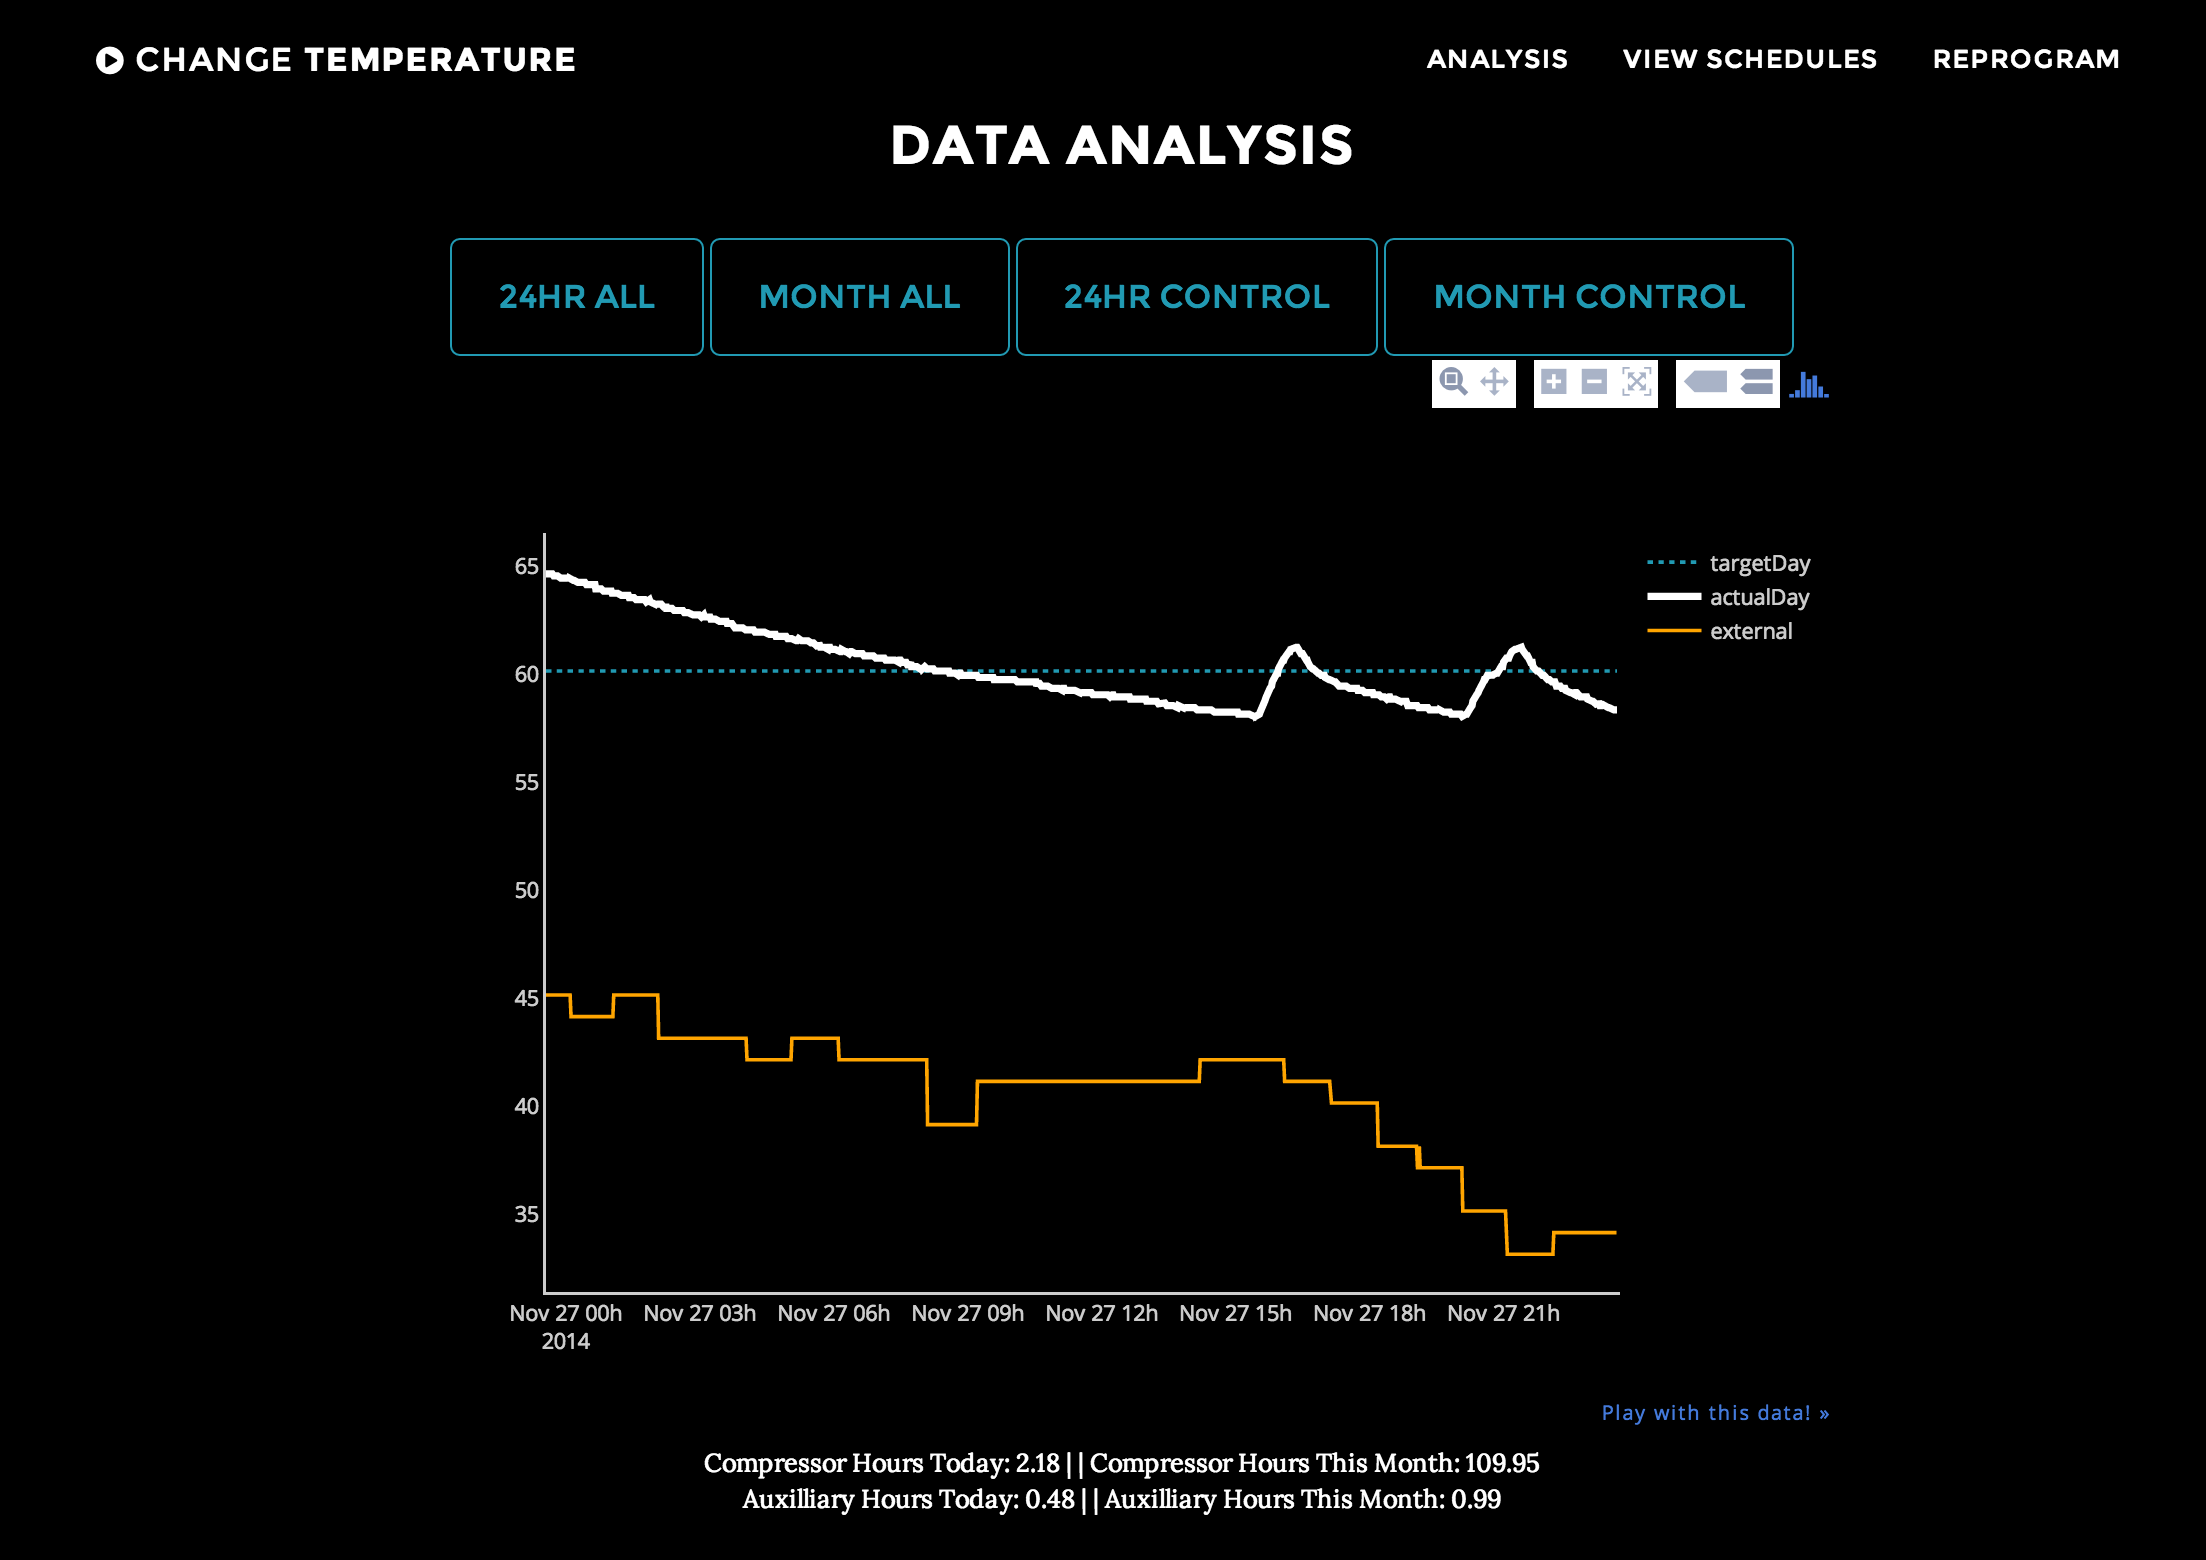 CHANGE TEMPERATURE
ANALYSIS VIEW SCHEDULES REPROGRAM
DATA ANALYSIS
24HR ALL MONTH ALL 24HR CONTROL MONTH CONTROL
65
60
55
50
45
40
35
targetDay
actualDay
external
Nov 27 00h Nov 27 03h Nov 27 06h Nov 27 09h Nov 27 12h Nov 27 15h Nov 27 18h Nov 27 21h
2014
Play with this data! »
Compressor Hours Today: 2.18 || Compressor Hours This Month: 109.95
Auxilliary Hours Today: 0.48 || Auxilliary Hours This Month: 0.99